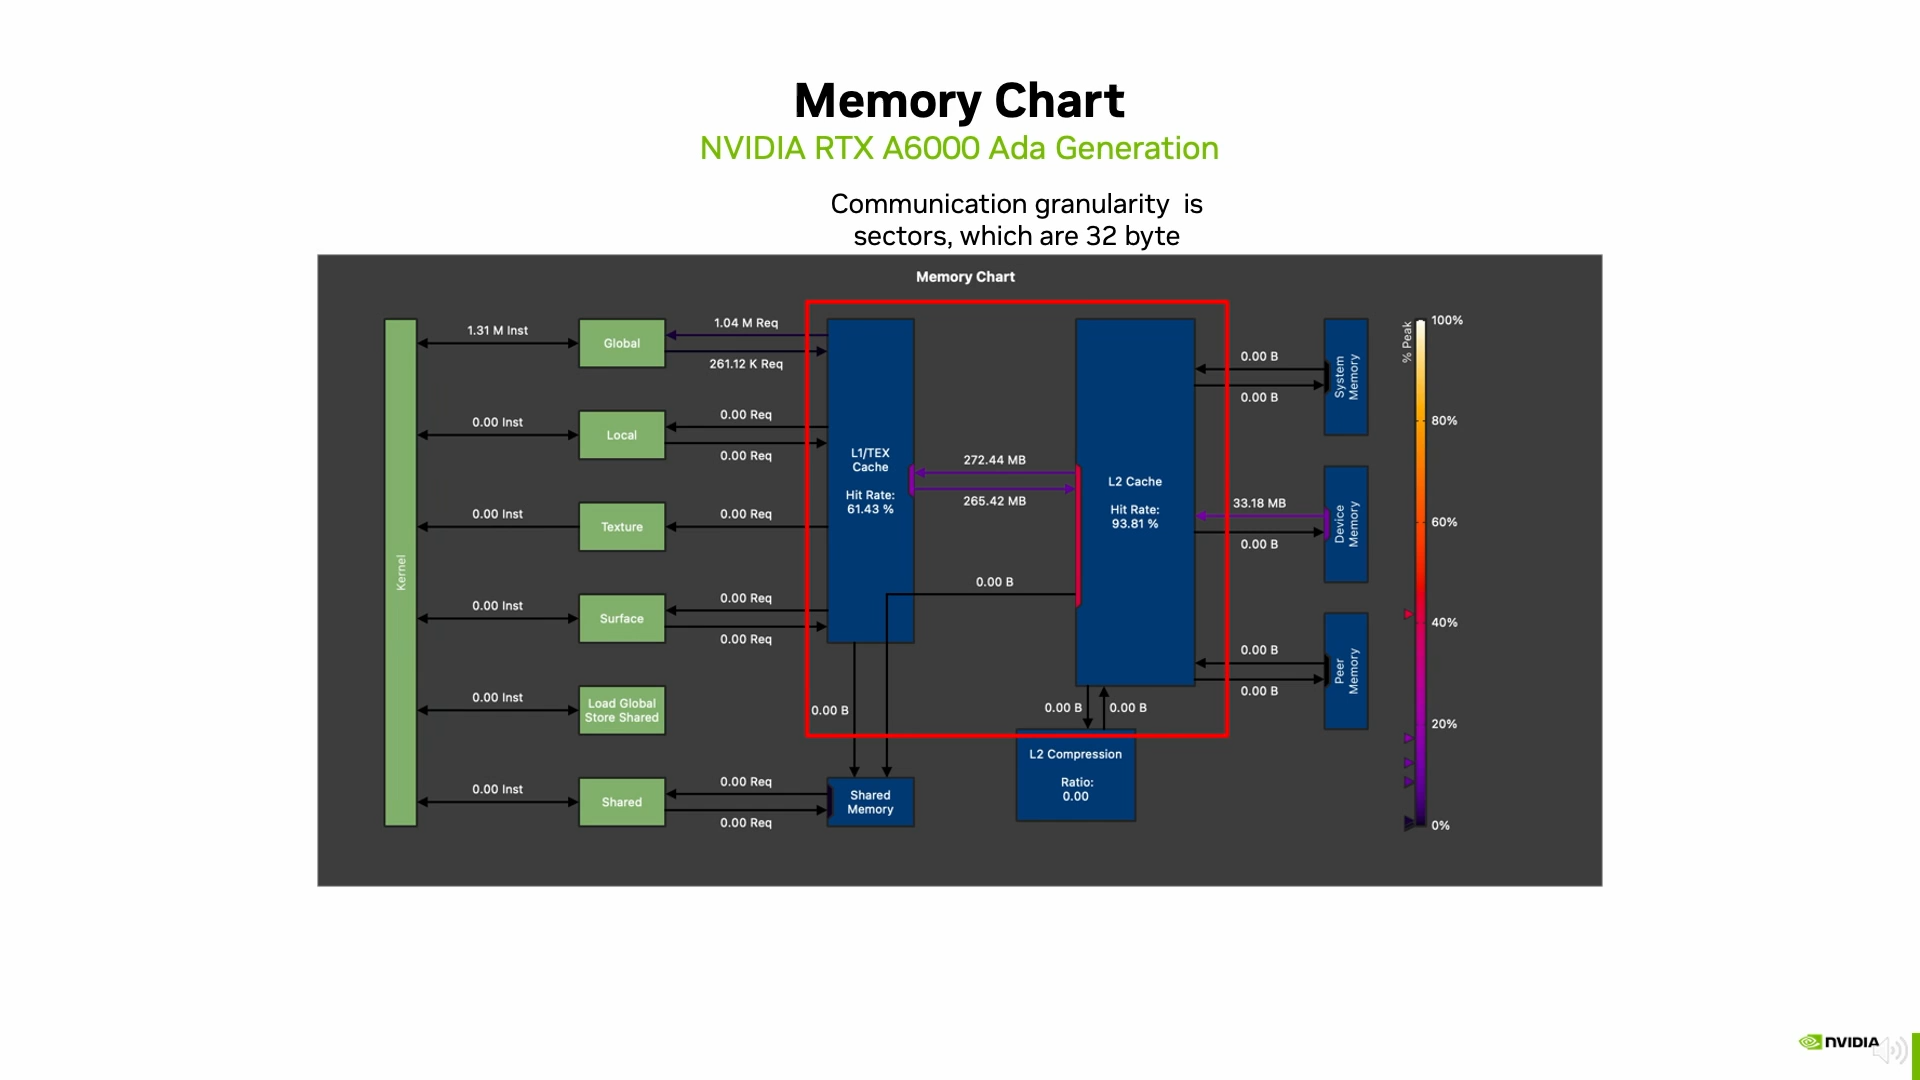 Memory Chart
NVIDIA RTX A6000 Ada Generation
Communication granularity  is
sectors, which are 32 byte
Memory Chart
Kernel
1.31 M Inst
Global
1.04 M Req
261.12 K Req
0.00 Inst
Local
0.00 Req
0.00 Req
0.00 Inst
Texture
0.00 Req
0.00 Inst
Surface
0.00 Req
0.00 Req
0.00 Inst
Load Global
Store Shared
0.00 Inst
Shared
0.00 Req
0.00 Req
L1/TEX
Cache
Hit Rate:
61.43 %
0.00 B
Shared
Memory
272.44 MB
265.42 MB
0.00 B
L2 Cache
Hit Rate:
93.81 %
0.00 B
0.00 B
L2 Compression
Ratio:
0.00
0.00 B
0.00 B
System
Memory
33.18 MB
0.00 B
Device
Memory
0.00 B
0.00 B
Peer
Memory
% Peak
100%
80%
60%
40%
20%
0%
NVIDIA